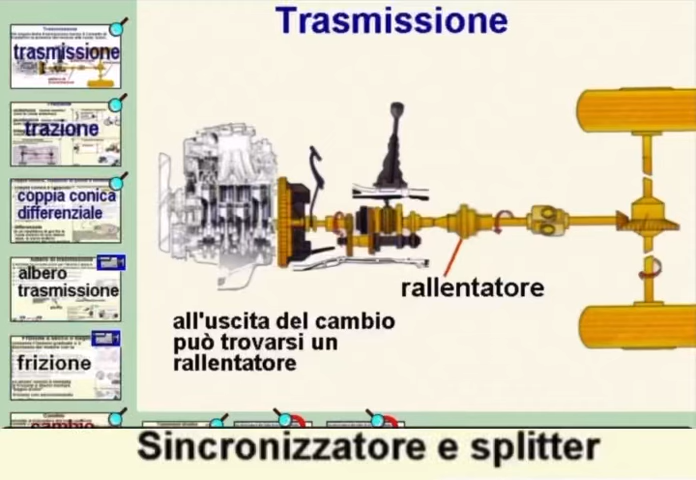 Trasmissione
trasmissione
trazione
coppia conica
differenziale
albero
trasmissione
frizione
cambio
rallentatore
all'uscita del cambio
può trovarsi un
rallentatore
Sincronizzatore e splitter